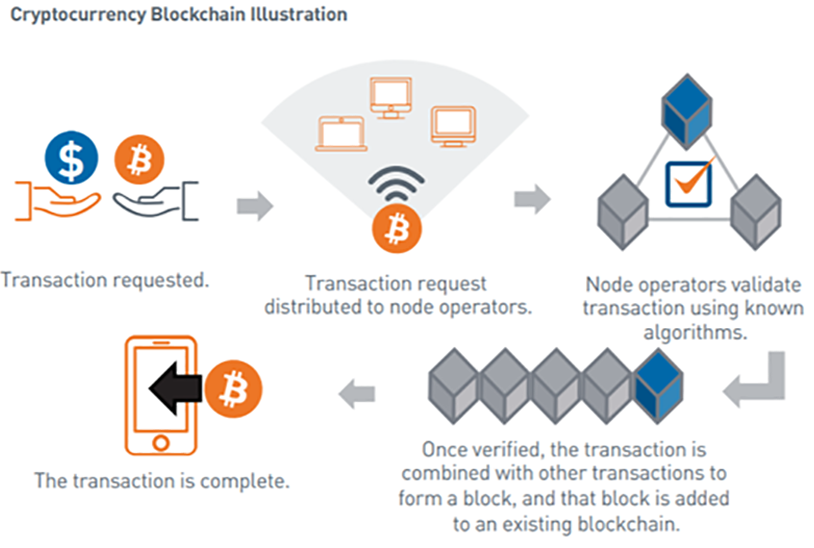 Cryptocurrency Blockchain Illustration
$
Transaction requested.
Transaction request
distributed to node operators.
Node operators validate
transaction using known
algorithms.
Once verified, the transaction is
combined with other transactions to
form a block, and that block is added
to an existing blockchain.
The transaction is complete.